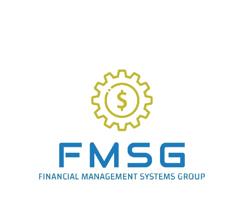 $
FMSG
FINANCIAL MANAGEMENT SYSTEMS GROUP